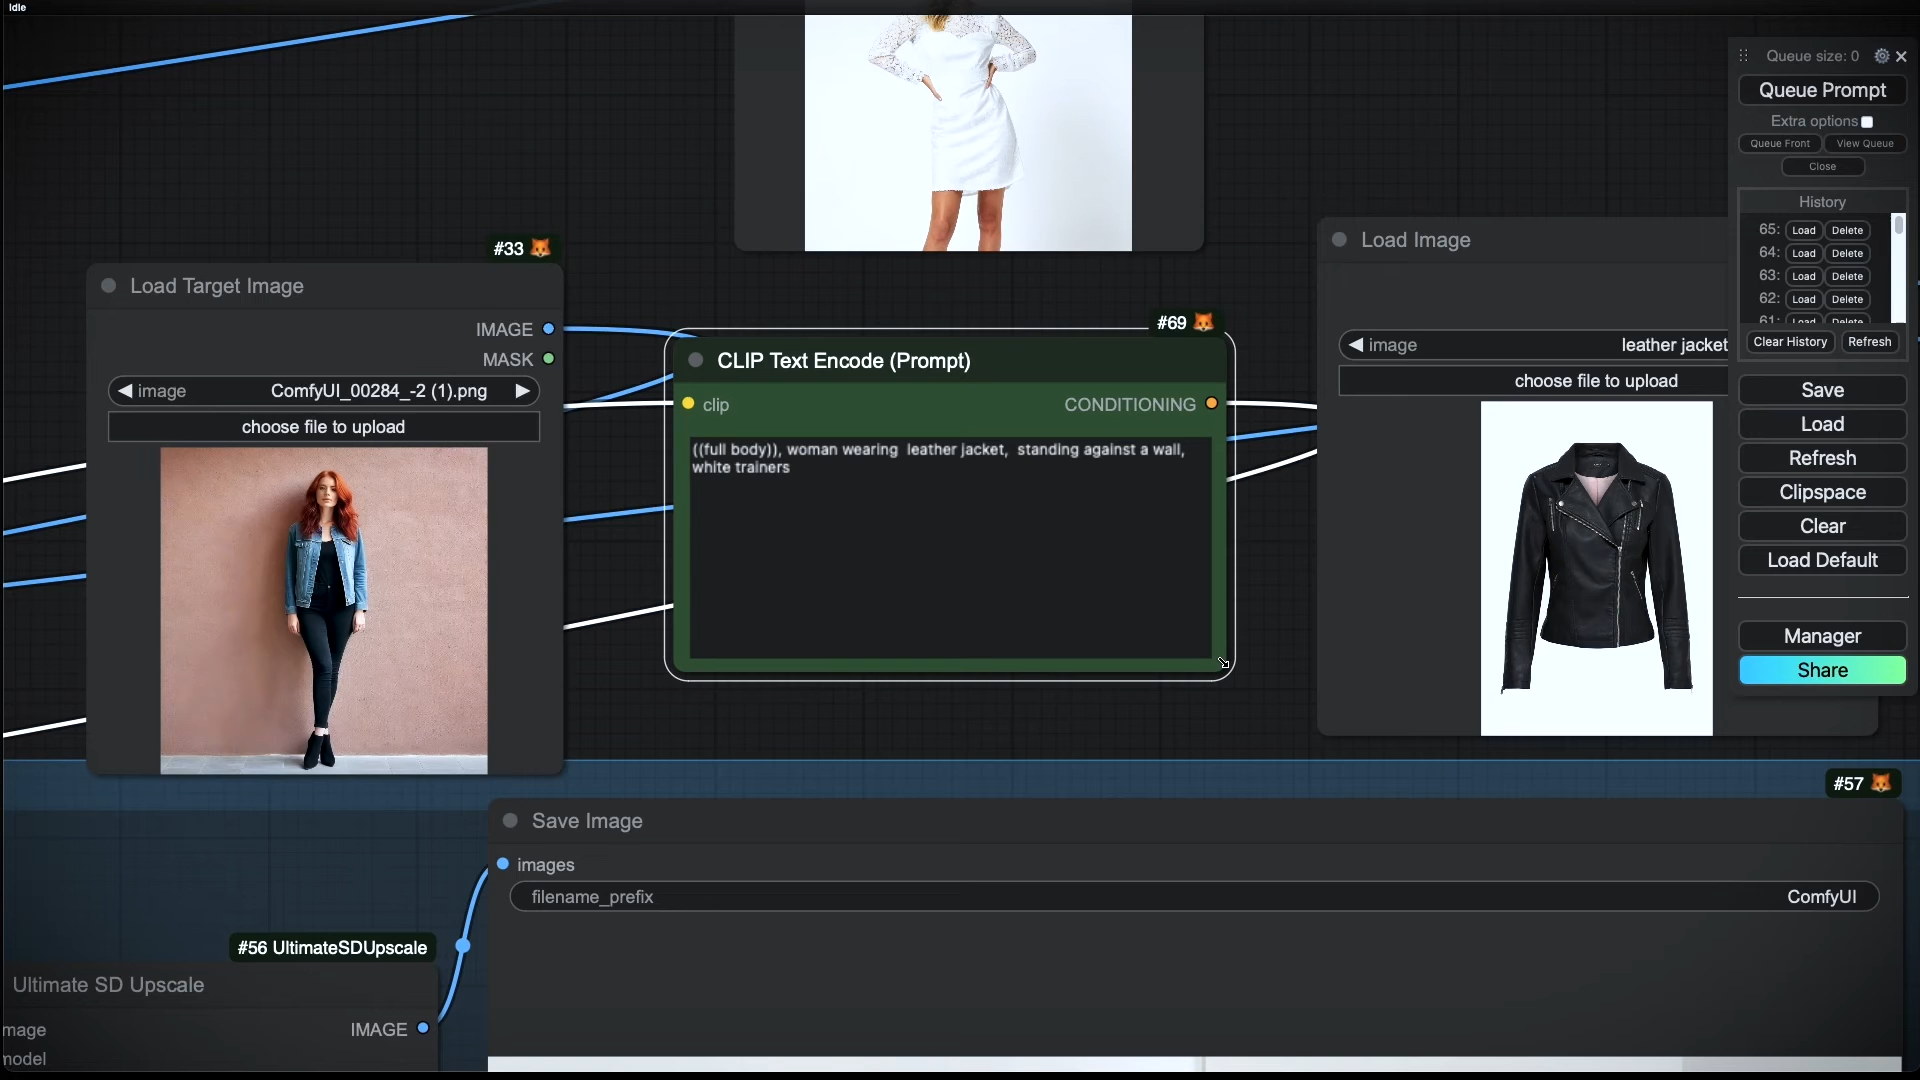 Idle
Queue size: 0
Queue Prompt
Extra options
Queue Front View Queue
Close
History
65: Load Delete
64: Load Delete
63: Load Delete
62: Load Delete
61: Load Delete
Clear History Refresh
Save
Load
Refresh
Clipspace
Clear
Load Default
Manager
Share
#33
Load Target Image
IMAGE
MASK
image ComfyUI_00284_-2 (1).png
choose file to upload
#69
CLIP Text Encode (Prompt)
clip CONDITIONING
((full body)), woman wearing leather jacket, standing against a wall,
white trainers
Load Image
image leather jacket
choose file to upload
#57
Save Image
images
filename_prefix ComfyUI
#56 UltimateSDUpscale
Ultimate SD Upscale
mage IMAGE
model